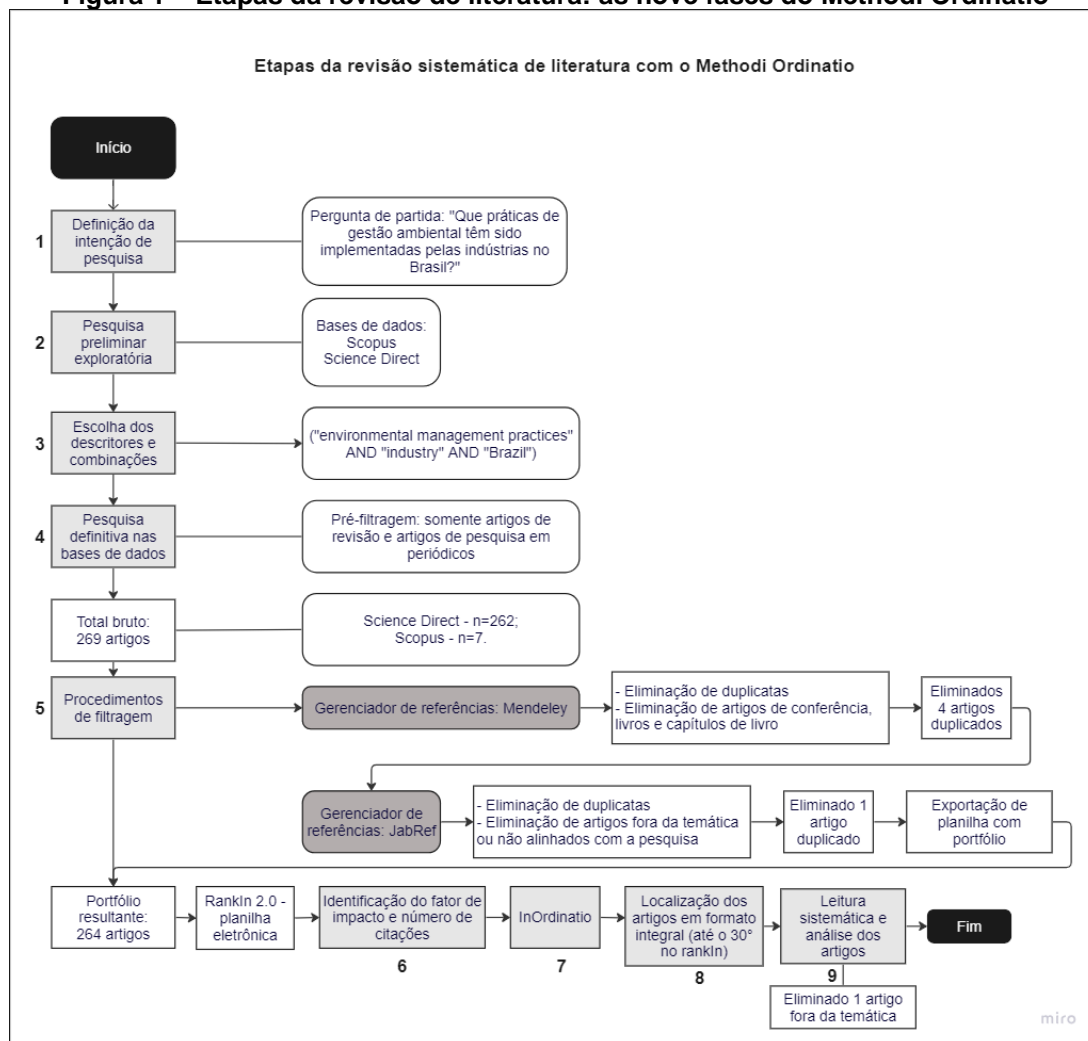 Figura 1 – Etapas da revisão de literatura: as nove fases do Methodi Ordinatio
Etapas da revisão sistemática de literatura com o Methodi Ordinatio
Início
1
Definição da
intenção de
pesquisa
Pergunta de partida: "Que práticas de
gestão ambiental têm sido
implementadas pelas indústrias no
Brasil?"
2
Pesquisa
preliminar
exploratória
Bases de dados:
Scopus
Science Direct
3
Escolha dos
descritores e
combinações
("environmental management practices"
AND "industry" AND "Brazil")
4
Pesquisa
definitiva nas
bases de dados
Pré-filtragem: somente artigos de
revisão e artigos de pesquisa em
periódicos
Total bruto:
269 artigos
Science Direct - n=262;
Scopus - n=7.
5
Procedimentos
de filtragem
Gerenciador de referências: Mendeley
- Eliminação de duplicatas
- Eliminação de artigos de conferência,
livros e capítulos de livro
Eliminados
4 artigos
duplicados
Gerenciador de
referências: JabRef
- Eliminação de duplicatas
- Eliminação de artigos fora da temática
ou não alinhados com a pesquisa
Eliminado 1
artigo
duplicado
Exportação de
planilha com
portfólio
Portfólio
resultante:
264 artigos
RankIn 2.0 -
planilha
eletrônica
Identificação do fator de
impacto e número de
citações
6
InOrdinatio
7
Localização dos
artigos em formato
integral (até o 30°
no rankIn)
8
Leitura
sistemática e
análise dos
artigos
9
Fim
Eliminado 1 artigo
fora da temática
miro